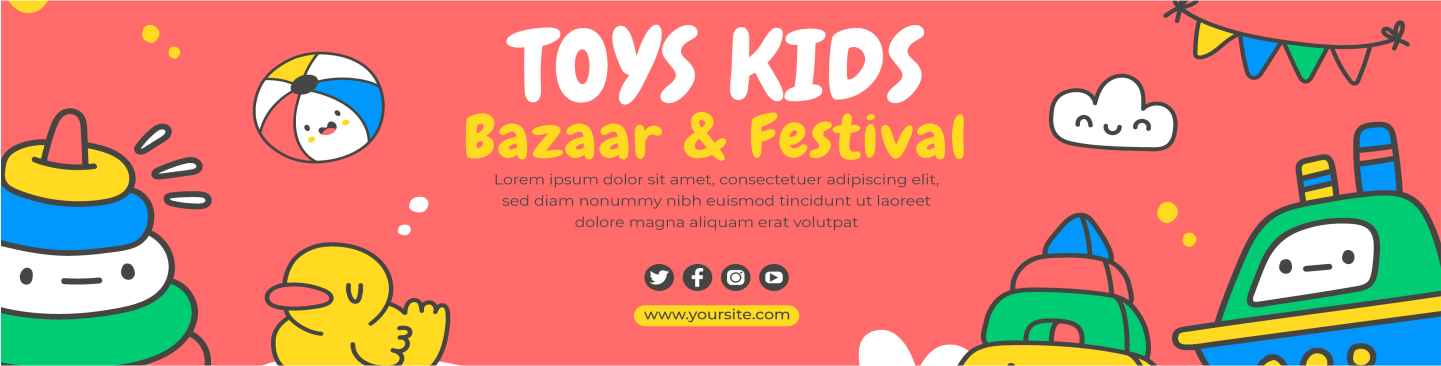 TOYS KIDS
Bazaar & Festival
Lorem ipsum dolor sit amet, consectetuer adipiscing elit,
sed diam nonummy nibh euismod tincidunt ut laoreet
dolore magna aliquam erat volutpat
www.yoursite.com